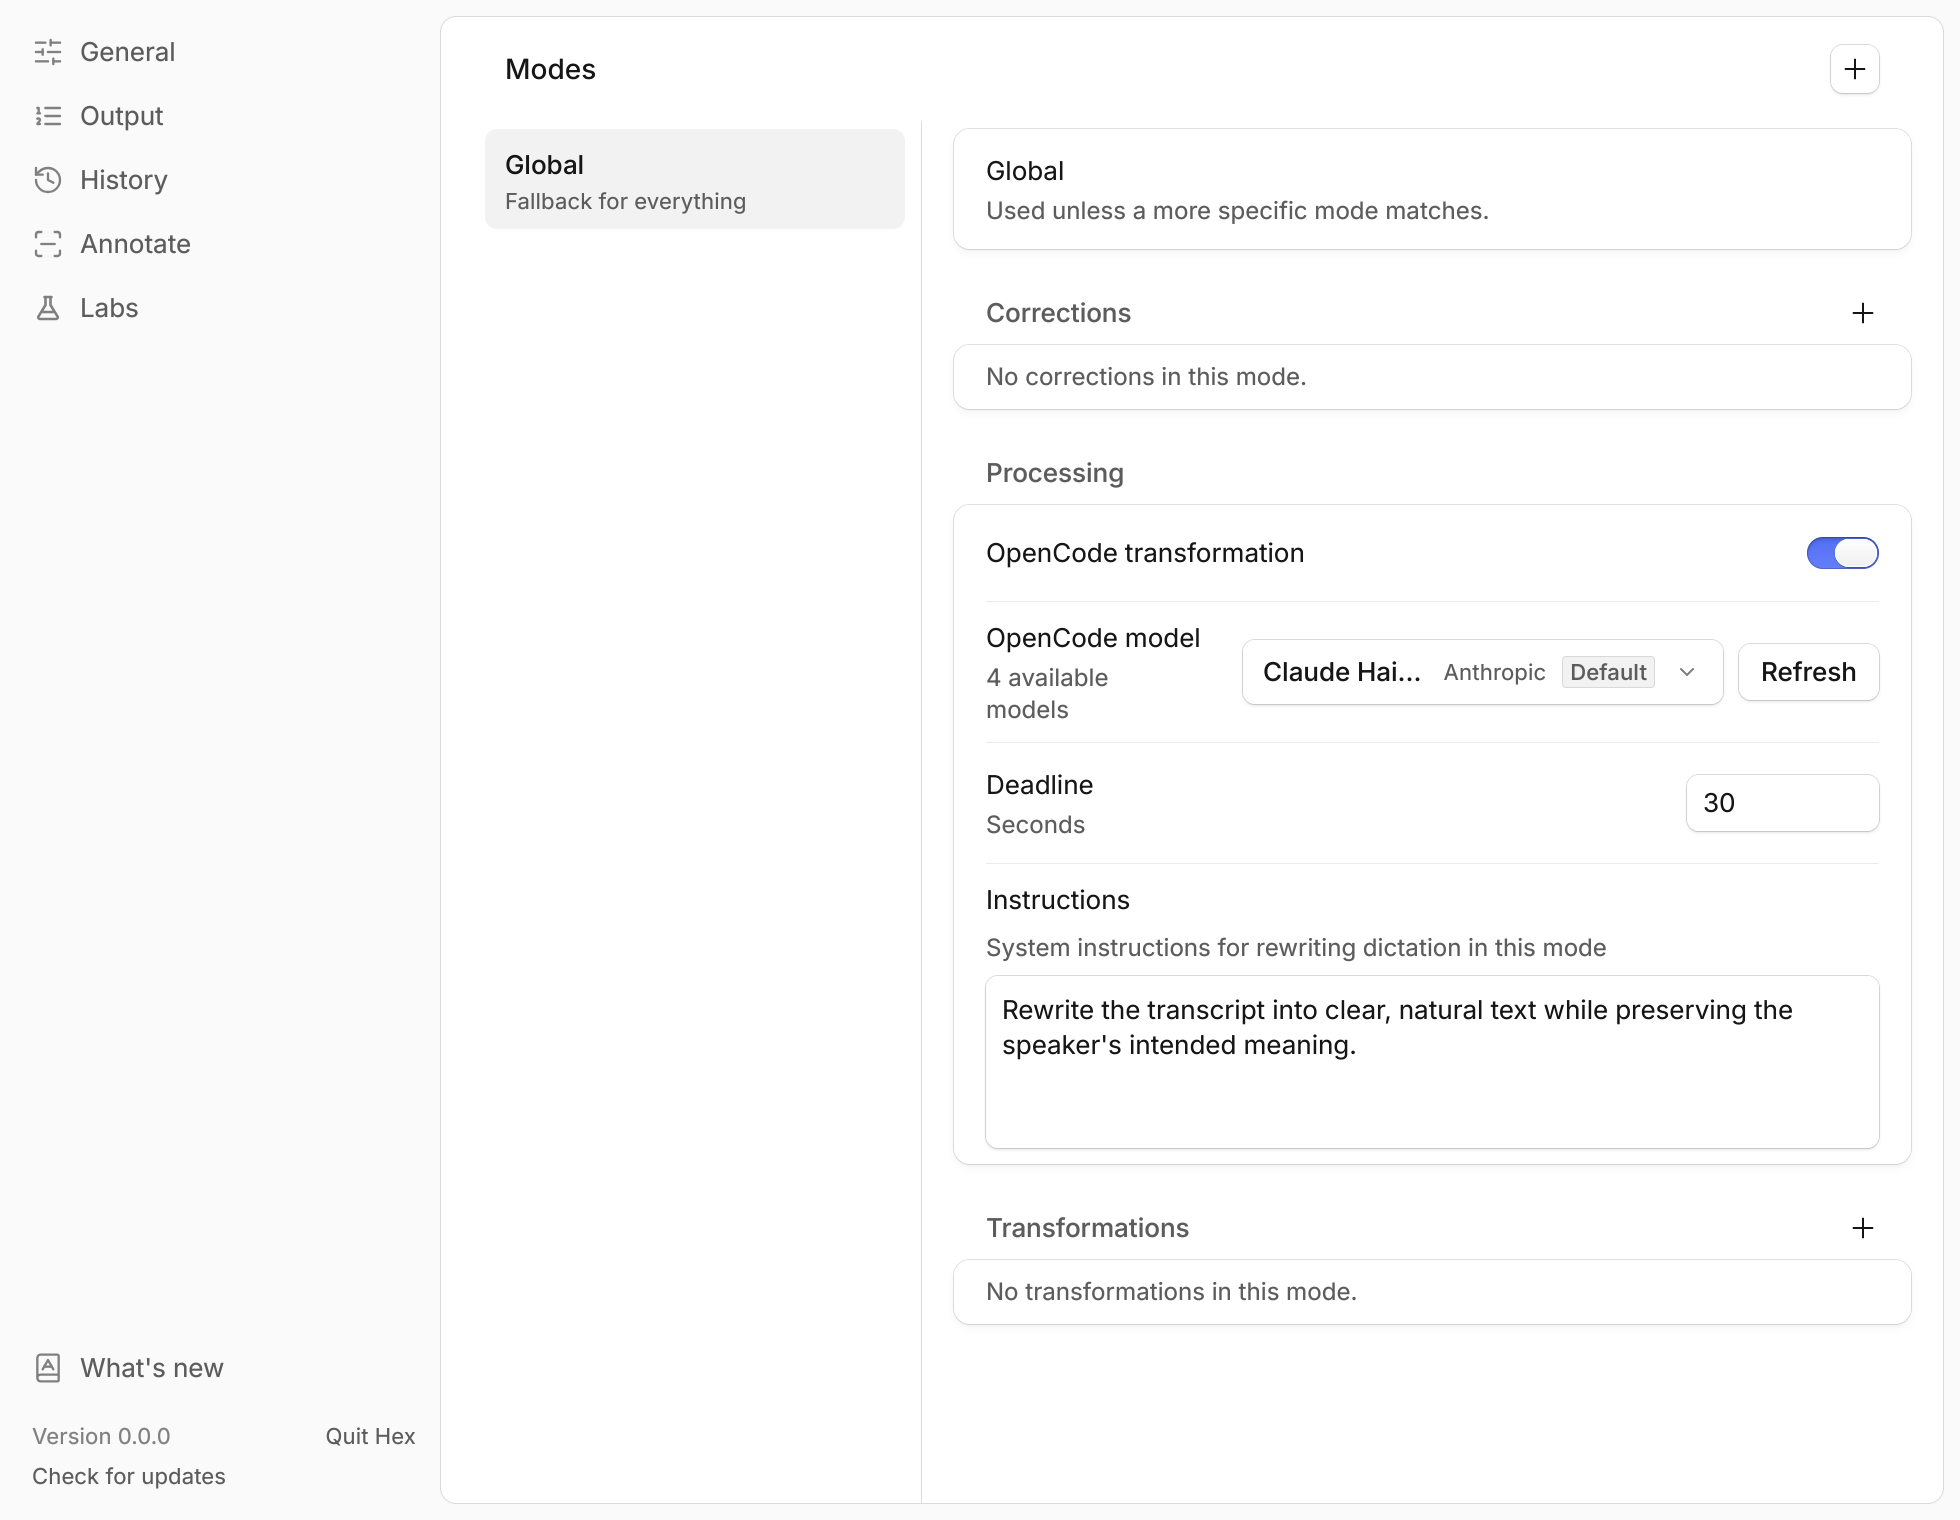 General
Output
History
Annotate
Labs
What's new
Version 0.0.0
Quit Hex
Check for updates
Modes
Global
Fallback for everything
Global
Used unless a more specific mode matches.
Corrections
No corrections in this mode.
Processing
OpenCode transformation
OpenCode model
4 available
models
Claude Hai... Anthropic Default
Refresh
Deadline
Seconds
30
Instructions
System instructions for rewriting dictation in this mode
Rewrite the transcript into clear, natural text while preserving the
speaker's intended meaning.
Transformations
No transformations in this mode.